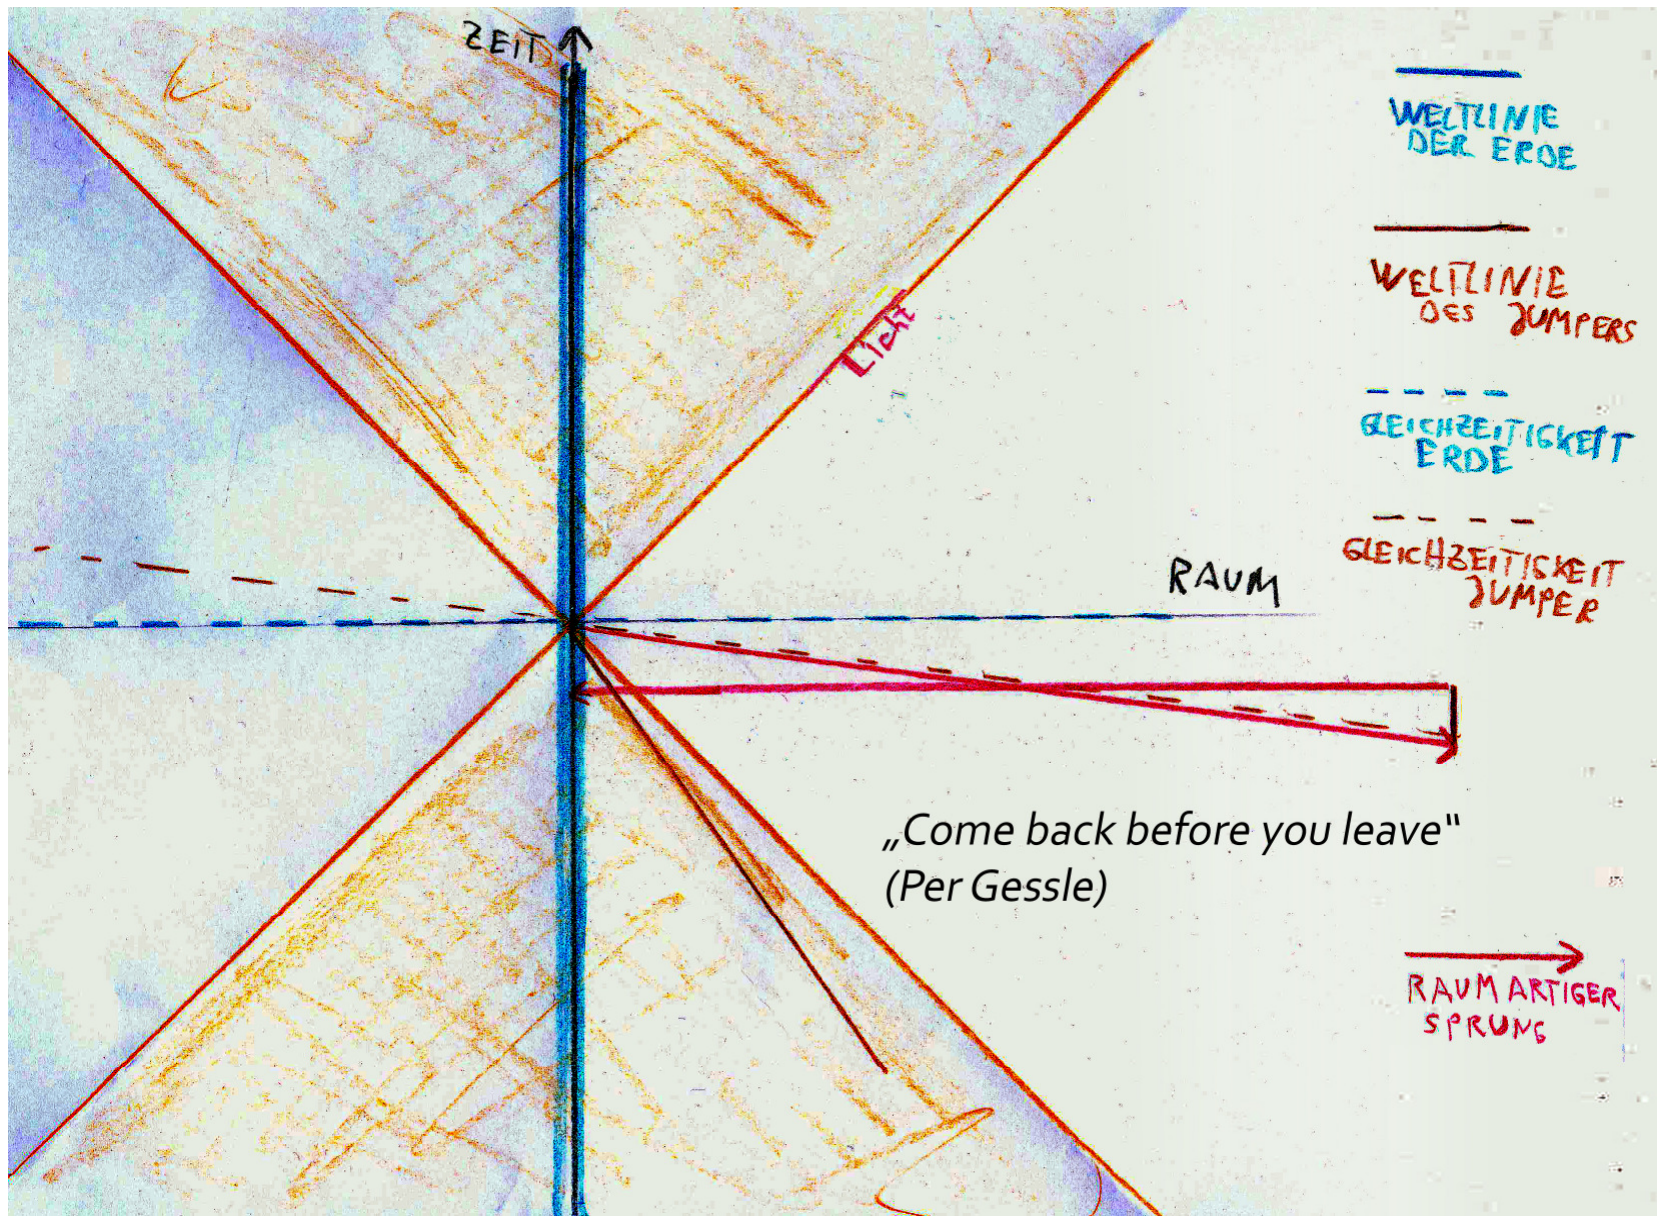 ZEIT
WELTLINIE
DER ERDE
WELTLINIE
DES JUMPERS
Licht
GLEICHZEITIGKEIT
ERDE
RAUM
GLEICHZEITIGKEIT
JUMPER
„Come back before you leave“
(Per Gessle)
RAUMARTIGER
SPRUNG